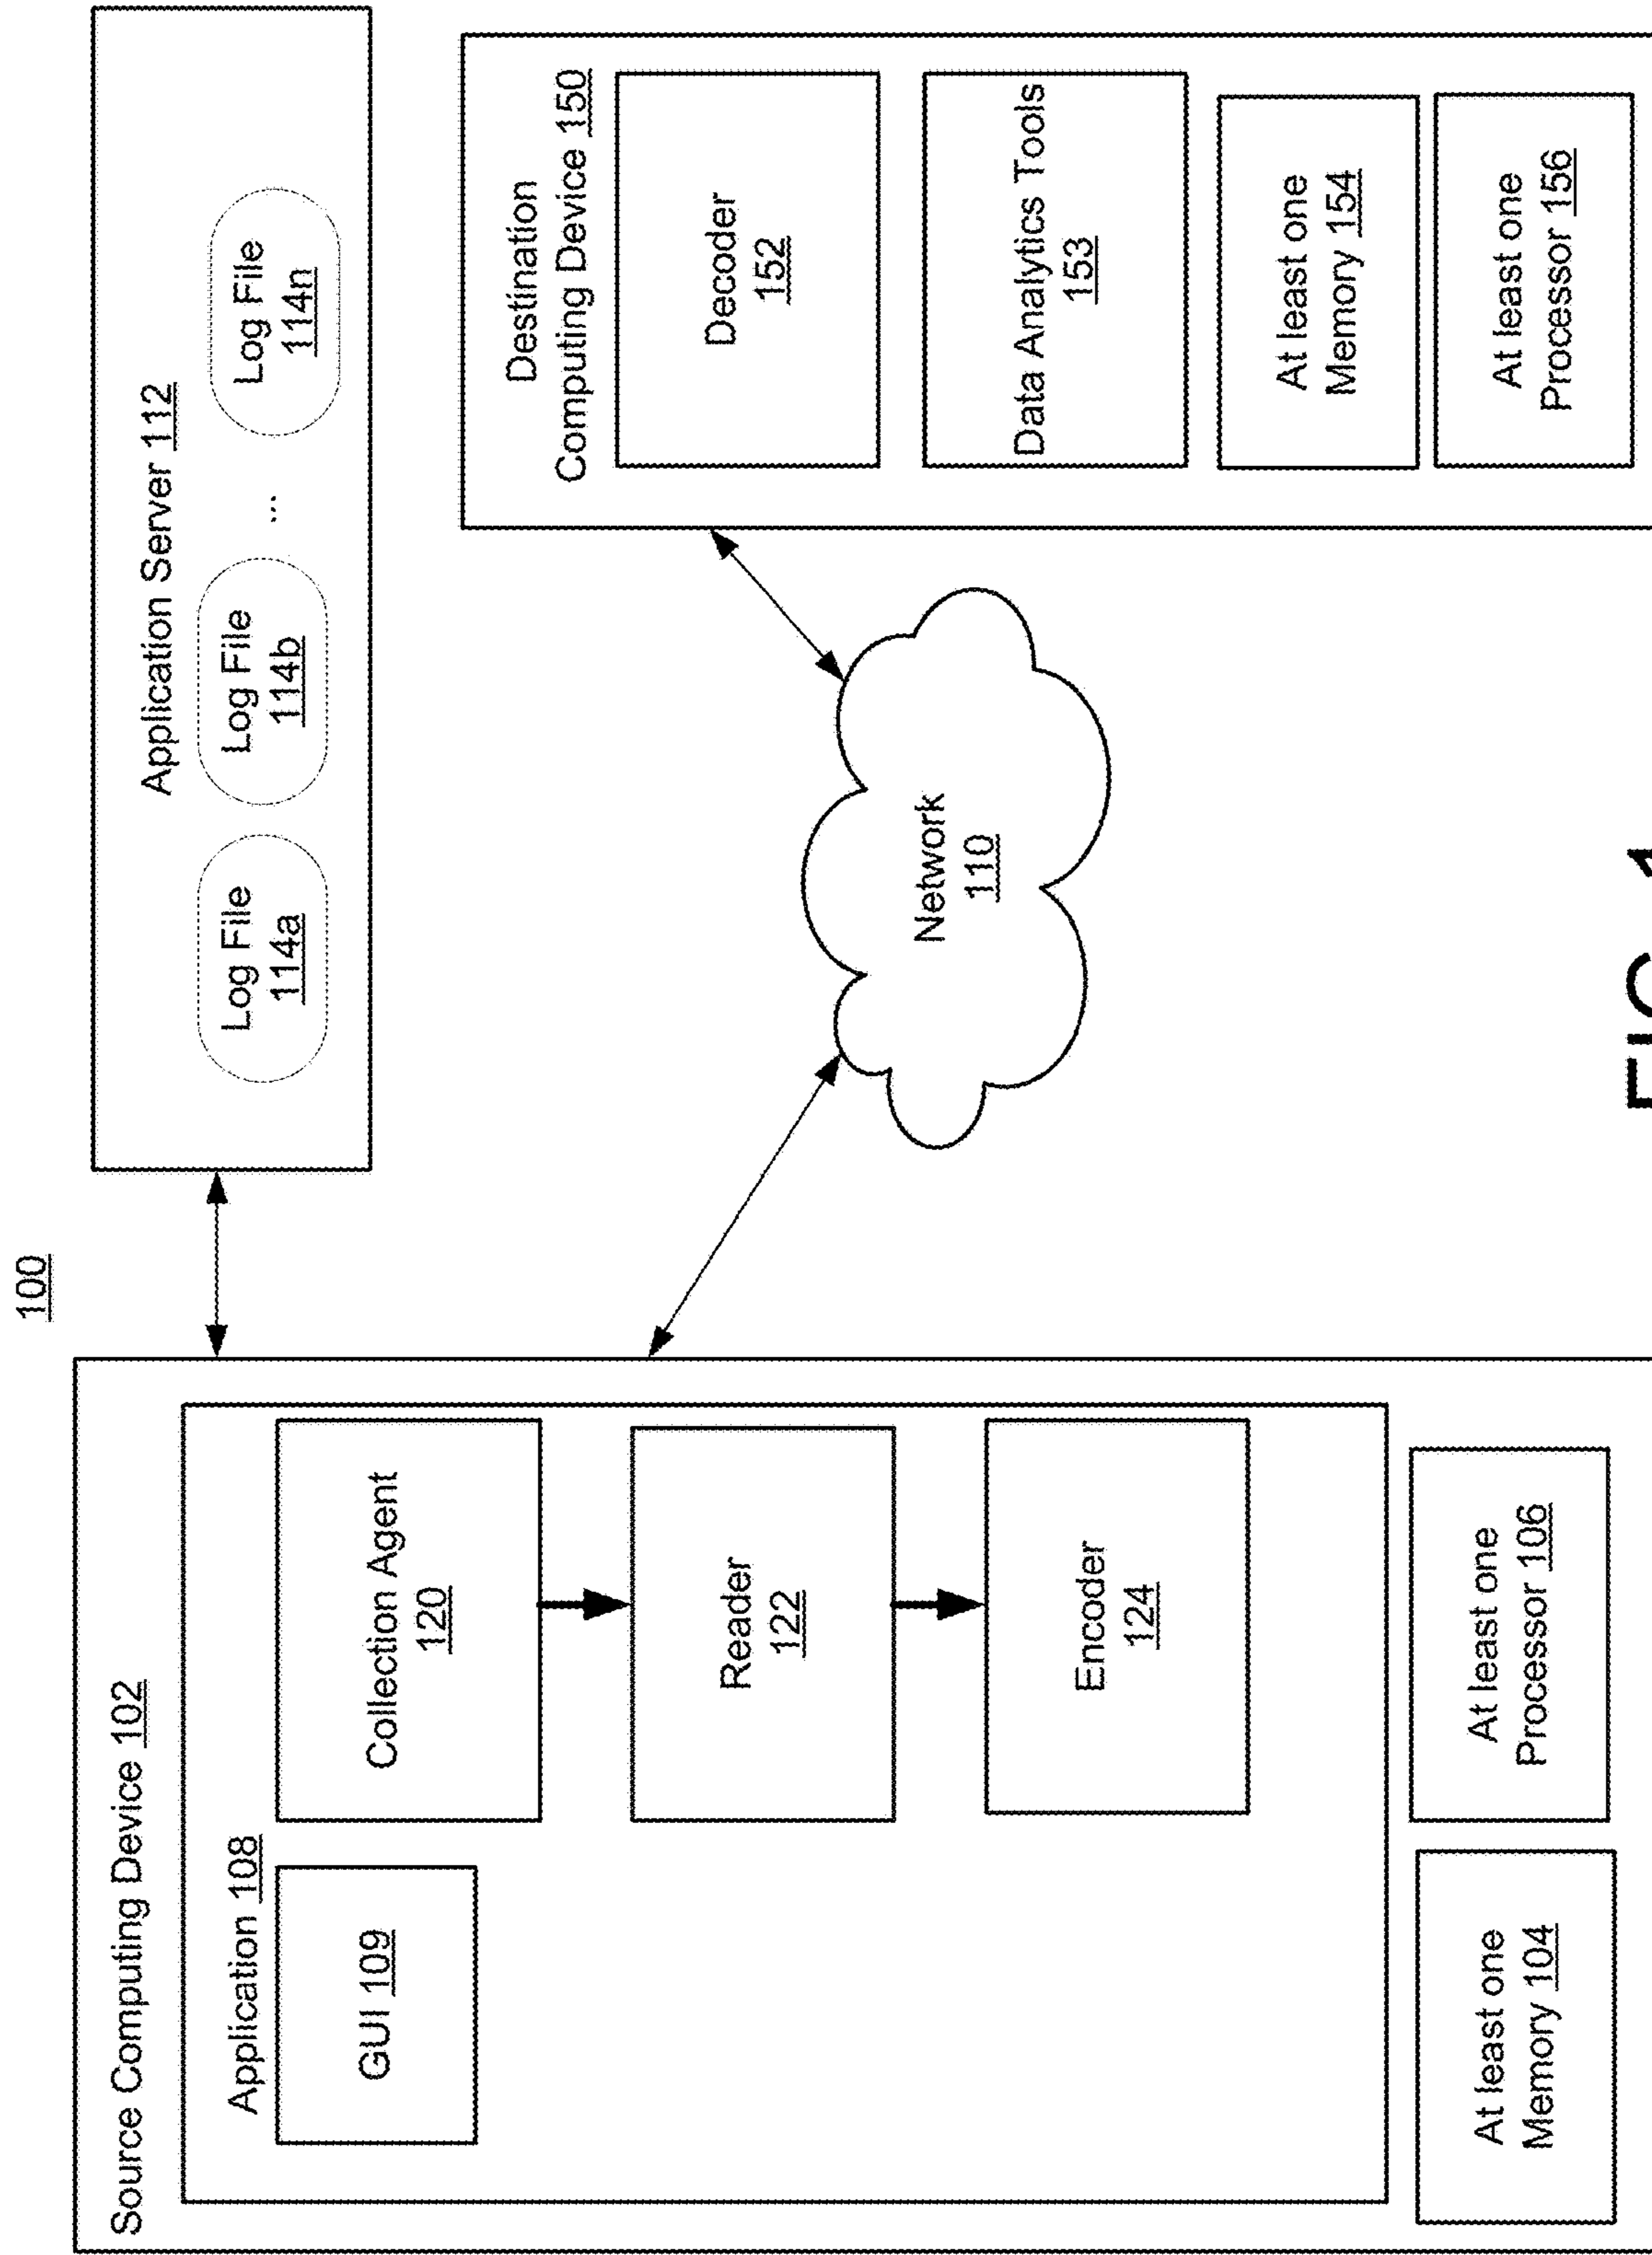 100
Source Computing Device 102
Application 108
GUI 109
Collection Agent
120
Reader
122
Encoder
124
At least one
Memory 104
At least one
Processor 106
Application Server 112
Log File
114a
Log File
114b
...
Log File
114n
Network
110
Destination
Computing Device 150
Decoder
152
Data Analytics Tools
153
At least one
Memory 154
At least one
Processor 156
FIG. 1